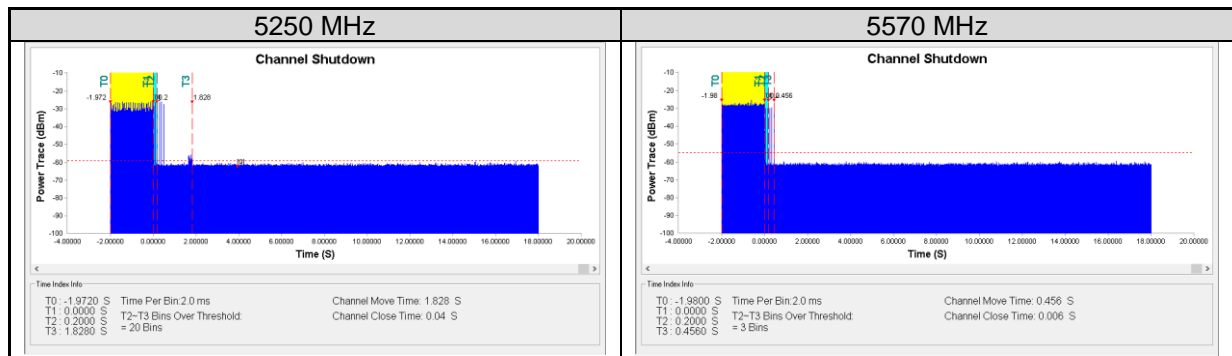 5250 MHz
Channel Shutdown
Power Trace (dBm)
-10
-20
-30
-40
-50
-60
-70
-80
-90
-100
T0
T2
T3
-1.972
0.2
1.828
-4.00000 -2.00000 0.00000 2.00000 4.00000 6.00000 8.00000 10.00000 12.00000 14.00000 16.00000 18.00000 20.00000
Time (S)
Time Index Info
T0 : -1.9720 S
T1 : 0.0000 S
T2 : 0.2000 S
T3 : 1.8280 S
Time Per Bin:2.0 ms
T2~T3 Bins Over Threshold:
= 20 Bins
Channel Move Time: 1.828 S
Channel Close Time: 0.04 S
5570 MHz
Channel Shutdown
Power Trace (dBm)
-10
-20
-30
-40
-50
-60
-70
-80
-90
-100
T0
-1.98
0.456
-4.00000 -2.00000 0.00000 2.00000 4.00000 6.00000 8.00000 10.00000 12.00000 14.00000 16.00000 18.00000 20.00000
Time (S)
Time Index Info
T0 : -1.9800 S
T1 : 0.0000 S
T2 : 0.2000 S
T3 : 0.4560 S
Time Per Bin:2.0 ms
T2~T3 Bins Over Threshold:
= 3 Bins
Channel Move Time: 0.456 S
Channel Close Time: 0.006 S